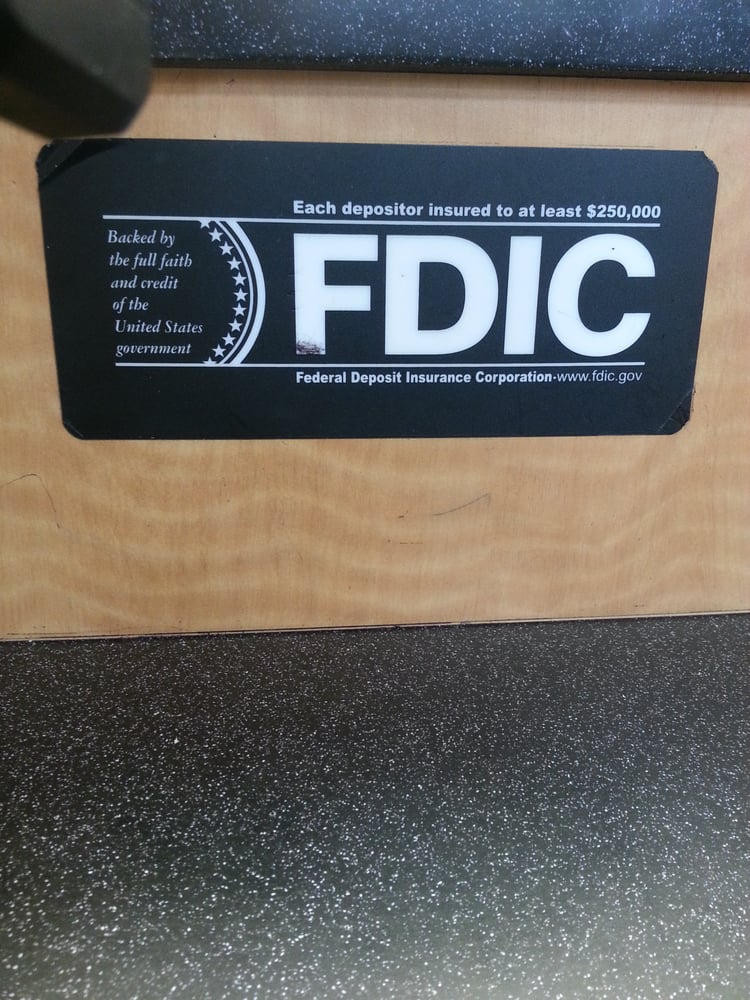 Each depositor insured to at least $250,000
Backed by
the full faith
and credit
of the
United States
government
FDIC
Federal Deposit Insurance Corporation·www.fdic.gov